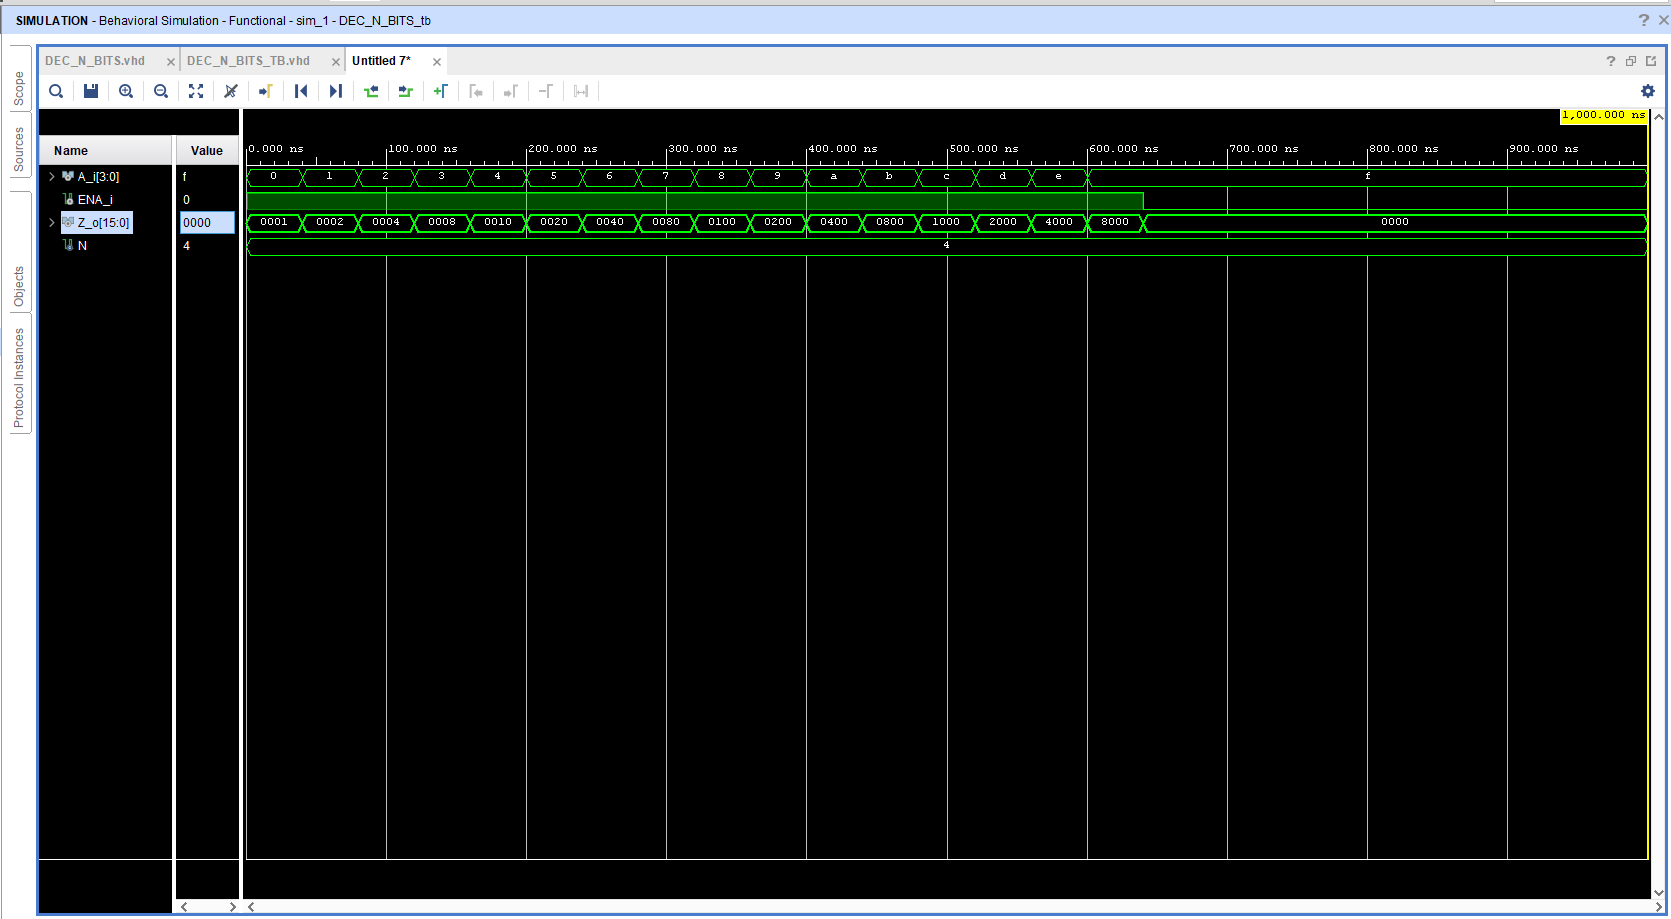 SIMULATION - Behavioral Simulation - Functional - sim_1 - DEC_N_BITS_tb
Scope
Sources
Objects
Protocol Instances
DEC_N_BITS.vhd DEC_N_BITS_TB.vhd Untitled 7*
1,000.000 ns
Name Value
0.000 ns 100.000 ns 200.000 ns 300.000 ns 400.000 ns 500.000 ns 600.000 ns 700.000 ns 800.000 ns 900.000 ns
A_i[3:0] f 0 1 2 3 4 5 6 7 8 9 a b c d e f
ENA_i 0
Z_o[15:0] 0000 0001 0002 004 0008 0010 0020 0040 0080 0100 0200 0400 0800 1000 2000 4000 8000 0000
N 4 4